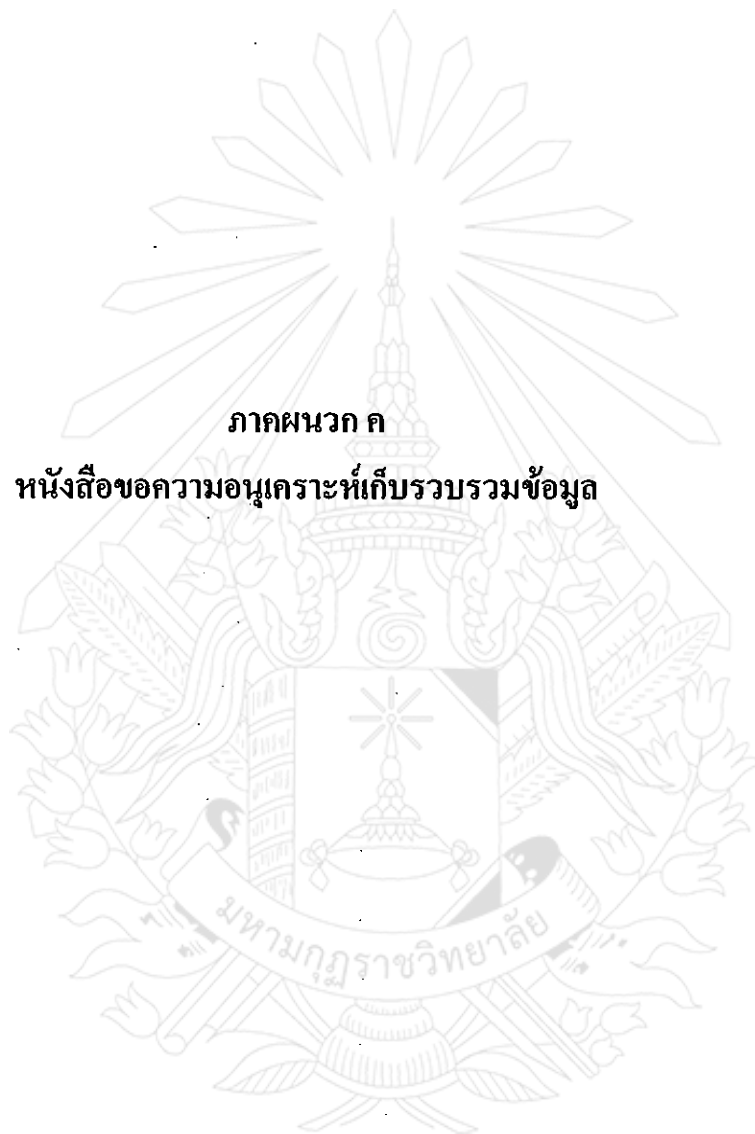 ภาคผนวก ค
หนังสือขอความอนุเคราะห์เก็บรวบรวมข้อมูล
มหามกุฏราชวิทยาลัย